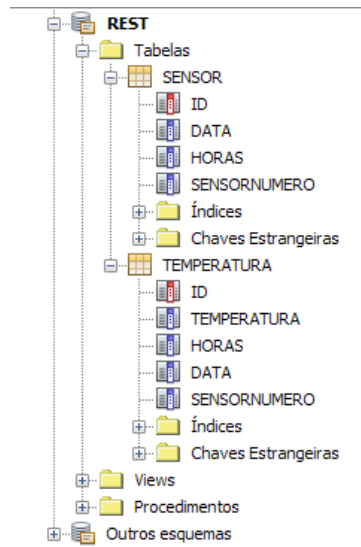 REST
Tabelas
SENSOR
ID
DATA
HORAS
SENSORNUMERO
Índices
Chaves Estrangeiras
TEMPERATURA
ID
TEMPERATURA
HORAS
DATA
SENSORNUMERO
Índices
Chaves Estrangeiras
Views
Procedimentos
Outros esquemas